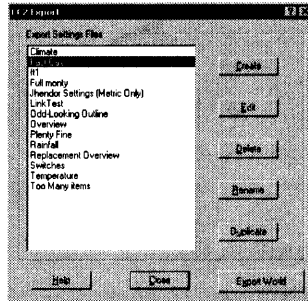 Export Settings Files
Climate
#1
Full monty
Jhendor Settings (Metric Only)
LinkTest
Odd-Looking Outline
Overview
Plenty Fine
Rainfall
Replacement Overview
Switches
Temperature
Too Many items
Create
Edit
Delete
Rename
Duplicate
Help
Close
Export World